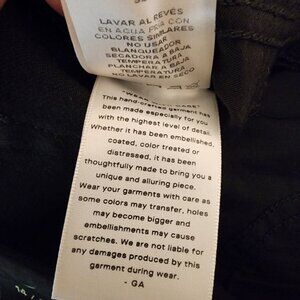 LAVAR AL REVÉS
EN AGUA FRIA CON
COLORES SIMILARES
NO USAR
BLANQUEADOR
SECADORA A BAJA
TEMPERATURA
PLANCHAR A BAJA
TEMPERATURA
NO LAVAR EN SECO
This hand-crafted garment has
been made especially for you
with the highest level of detail.
Whether it has been embellished,
coated, color treated or
distressed, it has been
thoughtfully made to bring you a
unique and alluring piece.
Wear your garments with care as
some colors may transfer, holes
may become bigger and
embellishments may cause
scratches. We are not liable for
any damages produced by this
garment during wear.
- GA